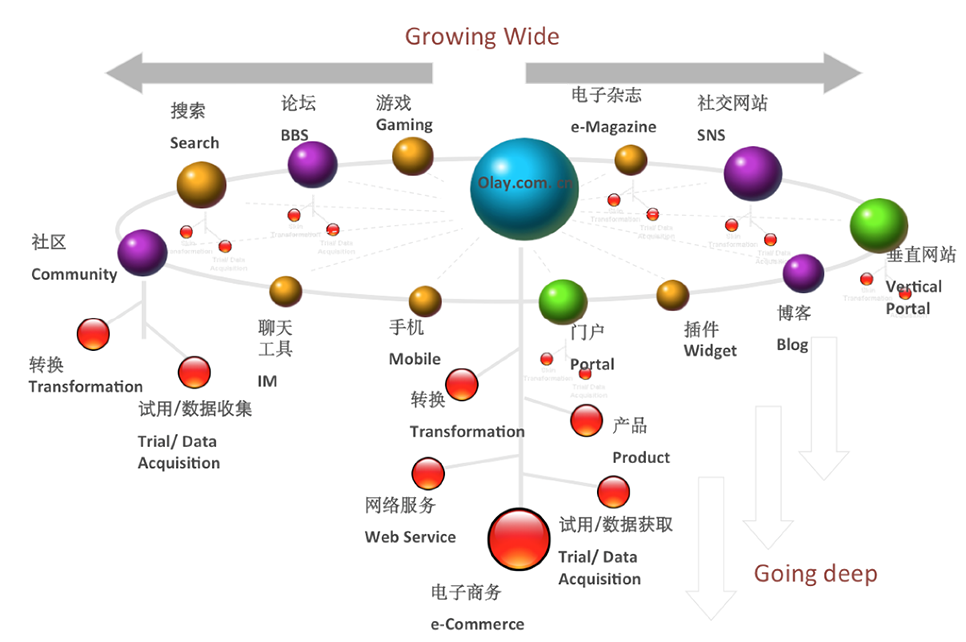 Growing Wide
搜索
Search
论坛
BBS
游戏
Gaming
电子杂志
e-Magazine
社交网站
SNS
Olay.com.cn
社区
Community
垂直网站
Vertical
Portal
聊天
工具
IM
手机
Mobile
门户
Portal
插件
Widget
博客
Blog
转换
Transformation
试用/数据收集
Trial/ Data
Acquisition
转换
Transformation
产品
Product
网络服务
Web Service
试用/数据获取
Trial/ Data
Acquisition
电子商务
e-Commerce
Going deep